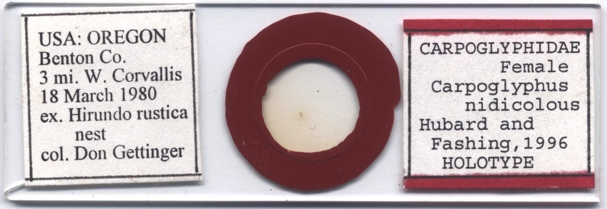 USA: OREGON
Benton Co.
3 mi. W. Corvallis
18 March 1980
ex. Hirundo rustica
nest
col. Don Gettinger
CARPOGLYPHIDAE
Female
Carpoglyphus
nidicolous
Hubard and
Fashing,1996
HOLOTYPE